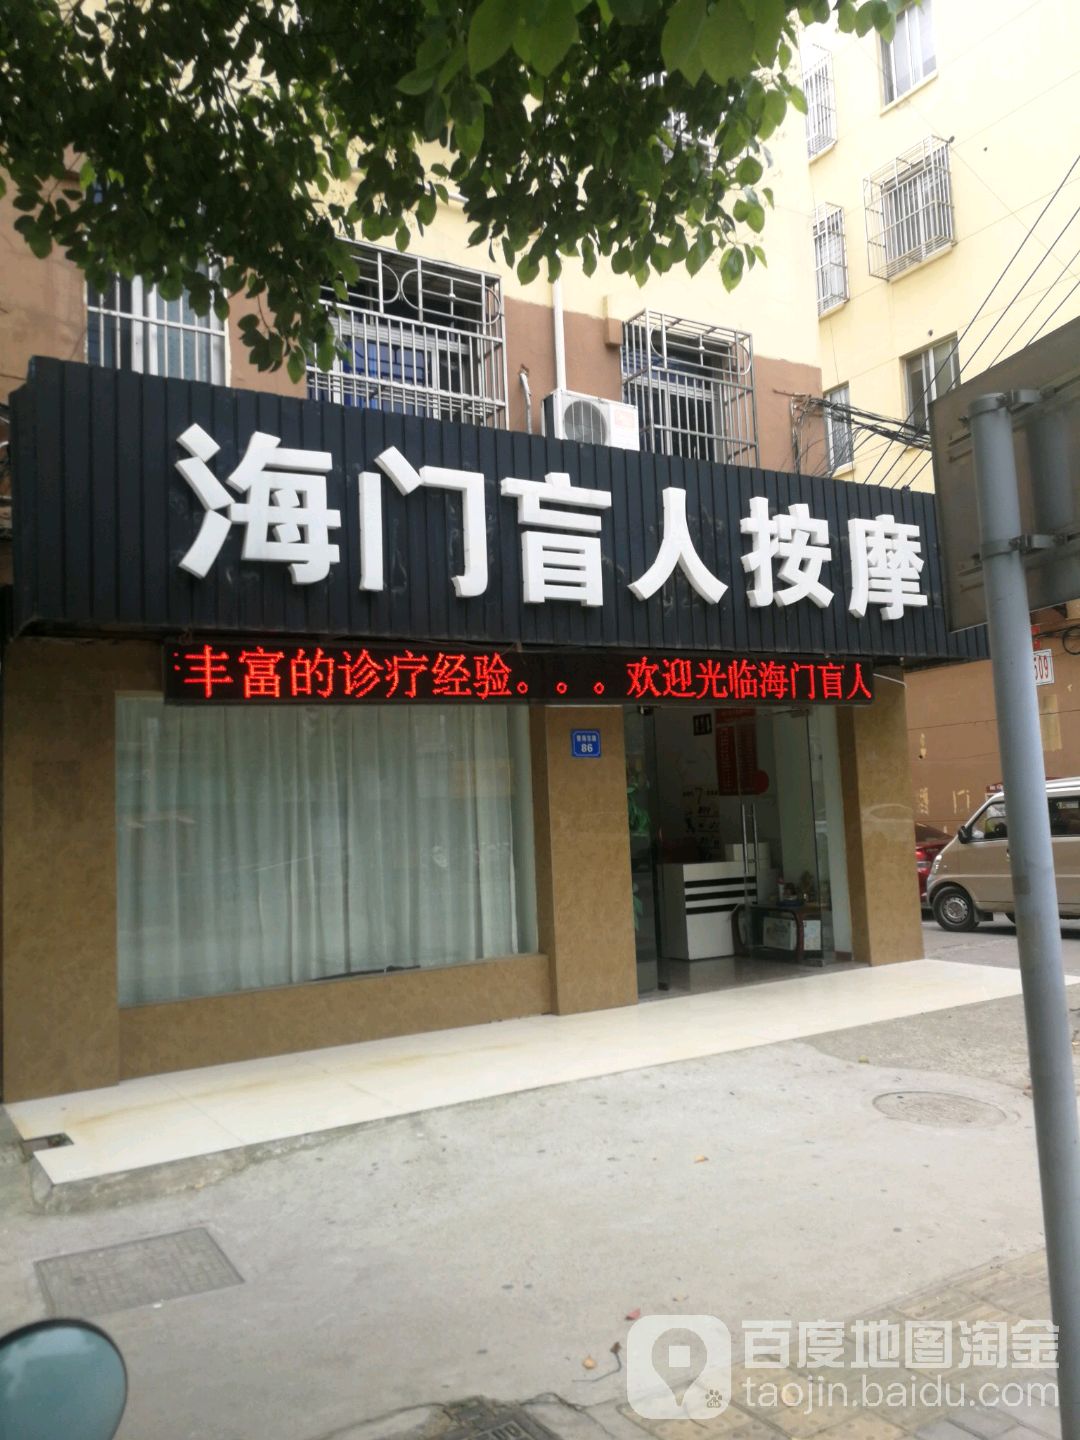 海门盲人按摩
丰富的诊疗经验。。。欢迎光临海门盲人
86
509
百度地图淘金
taojin.baidu.com